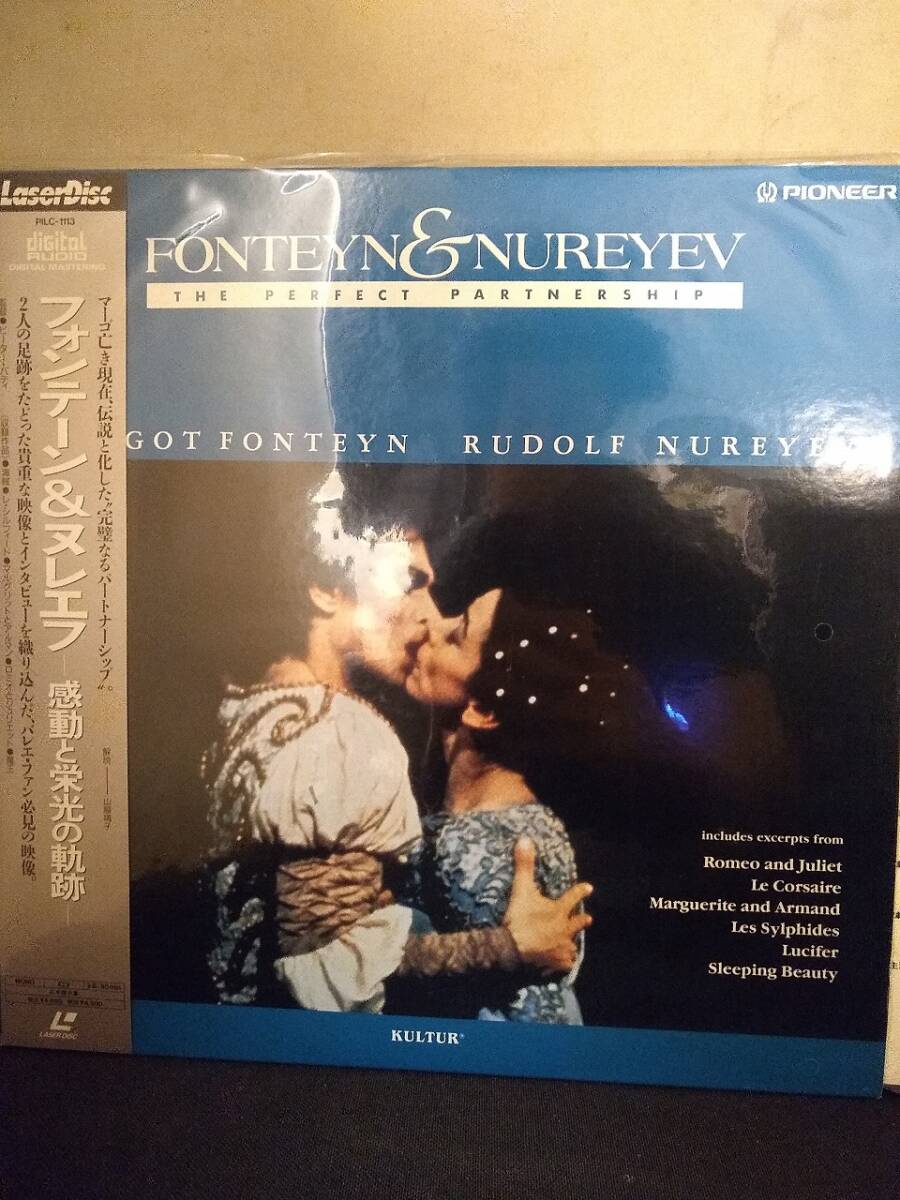 LaserDisc
PILC-1113
digital
AUDIO
DIGITAL MASTERING
マーゴ亡き現在、伝説と化した“完璧なるパートナーシップ”。
2人の足跡をたどった貴重な映像とインタビューを織り込んだ、バレエ・ファン必見の映像。
フォンテーン&ヌレエフ
—感動と栄光の軌跡—
LASER DISC
PIONEER
FONTEYN & NUREYEV
THE PERFECT PARTNERSHIP
GOT FONTEYN RUDOLF NUREYE
includes excerpts from
Romeo and Juliet
Le Corsaire
Marguerite and Armand
Les Sylphides
Lucifer
Sleeping Beauty
KULTUR®